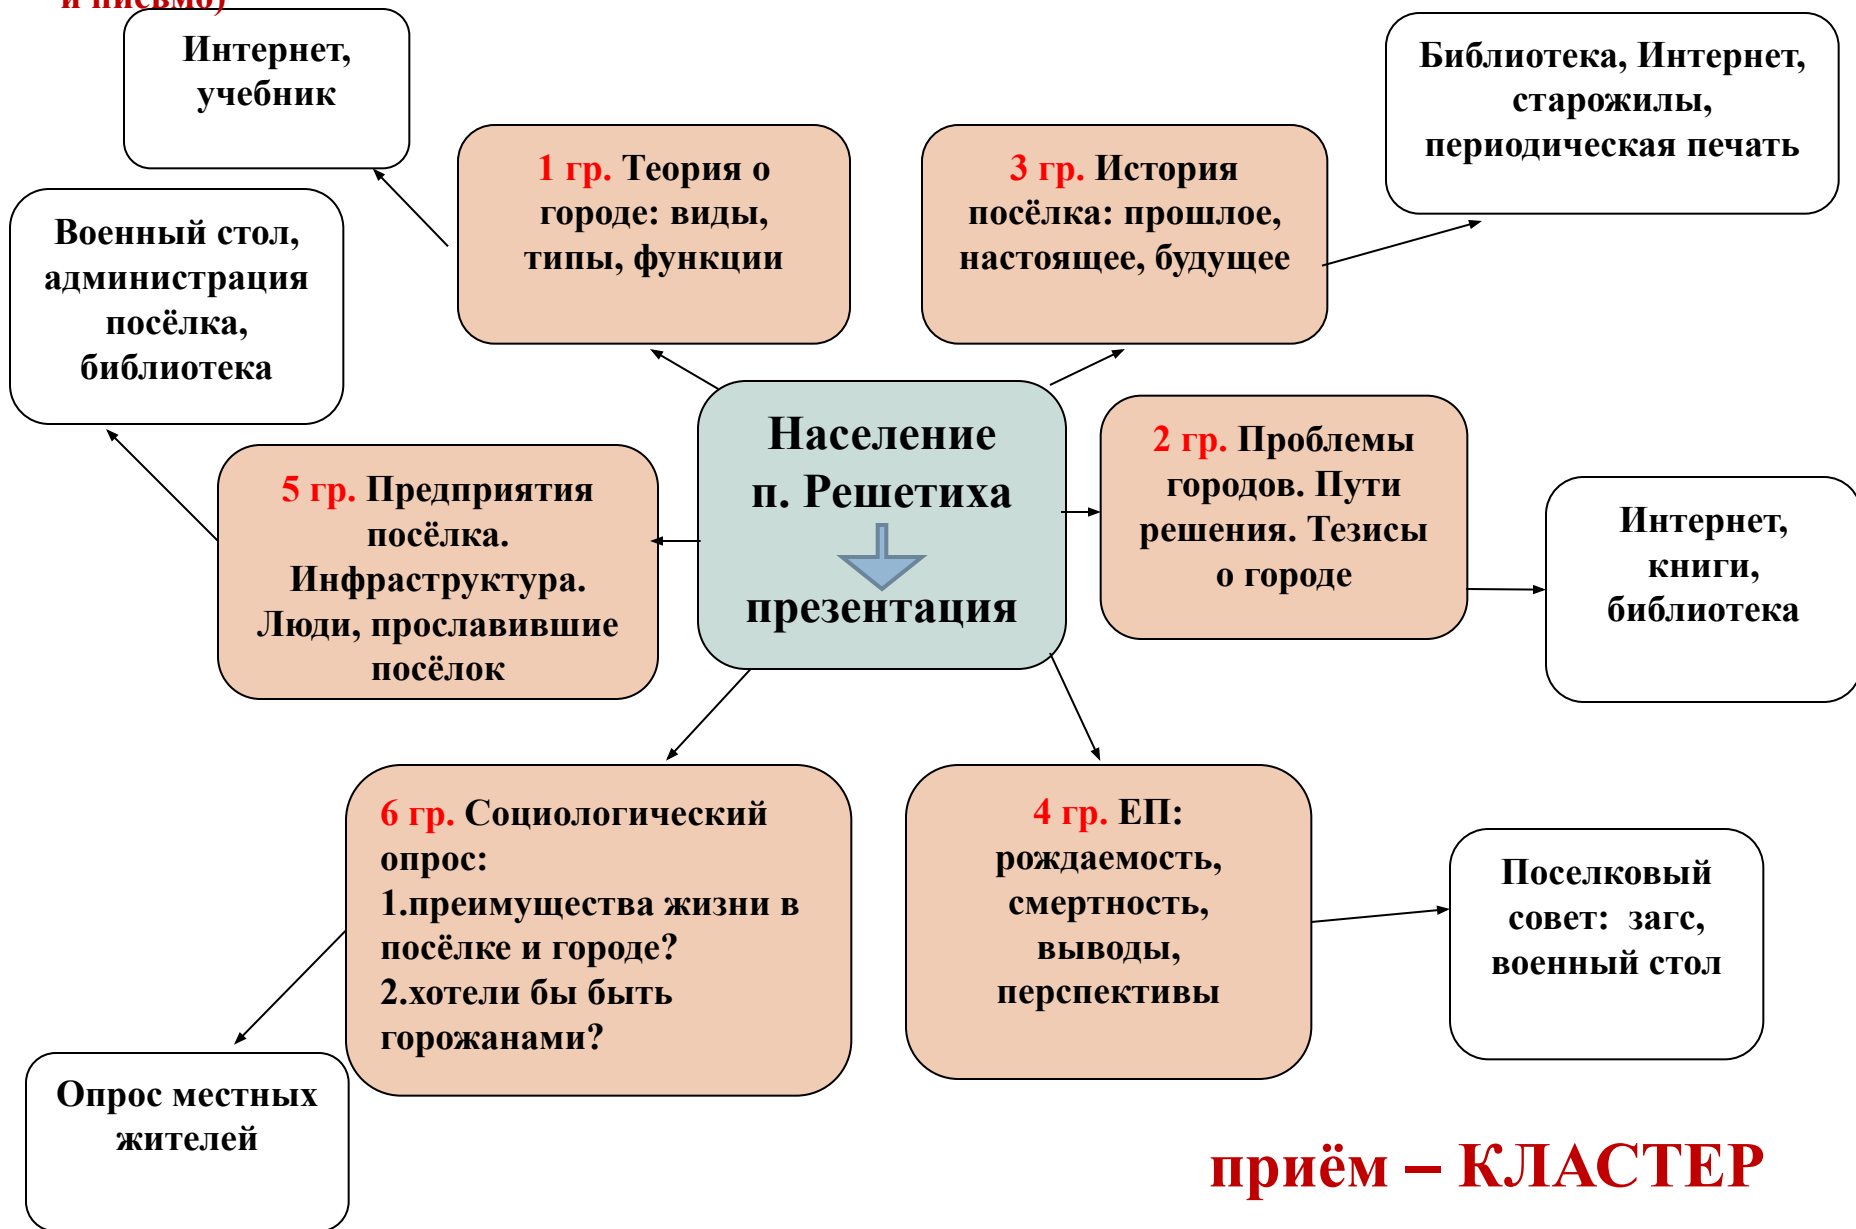 и письмо)
Интернет,
учебник
Библиотека, Интернет,
старожилы,
периодическая печать
1 гр. Теория о
городе: виды,
типы, функции
3 гр. История
посёлка: прошлое,
настоящее, будущее
Военный стол,
администрация
посёлка,
библиотека
Население
п. Решетиха
презентация
2 гр. Проблемы
городов. Пути
решения. Тезисы
о городе
5 гр. Предприятия
посёлка.
Инфраструктура.
Люди, прославившие
посёлок
Интернет,
книги,
библиотека
6 гр. Социологический
опрос:
1.преимущества жизни в
посёлке и городе?
2.хотели бы быть
горожанами?
4 гр. ЕП:
рождаемость,
смертность,
выводы,
перспективы
Поселковый
совет:  загс,
военный стол
Опрос местных
жителей
приём – КЛАСТЕР